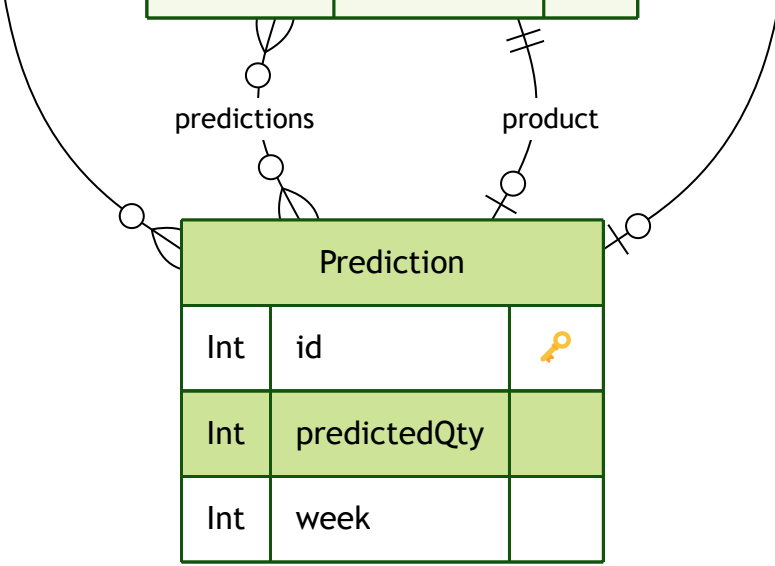 predictions
product
Prediction
Int id
Int predictedQty
Int week